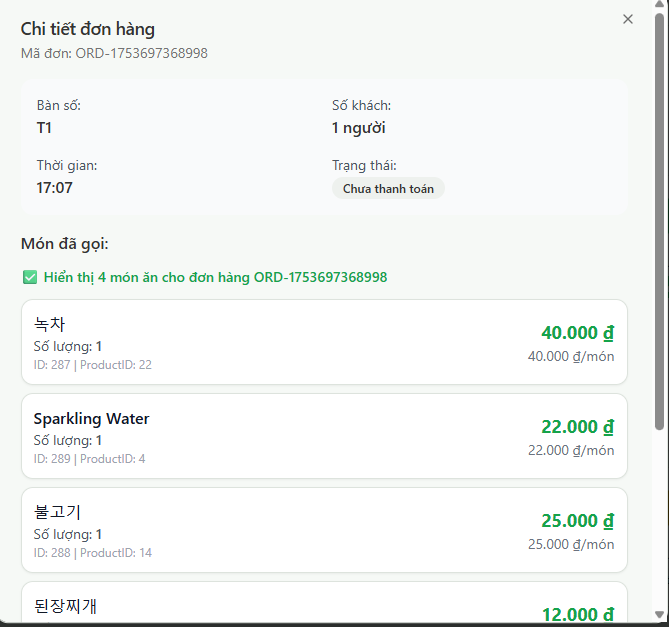 Chi tiết đơn hàng
Mã đơn: ORD-1753697368998
Bàn số:
T1
Số khách:
1 người
Thời gian:
17:07
Trạng thái:
Chưa thanh toán
Món đã gọi:
Hiển thị 4 món ăn cho đơn hàng ORD-1753697368998
녹차
Số lượng: 1
ID: 287 | ProductID: 22
40.000 ₫
40.000 ₫/món
Sparkling Water
Số lượng: 1
ID: 289 | ProductID: 4
22.000 ₫
22.000 ₫/món
불고기
Số lượng: 1
ID: 288 | ProductID: 14
25.000 ₫
25.000 ₫/món
된장찌개
12.000 ₫